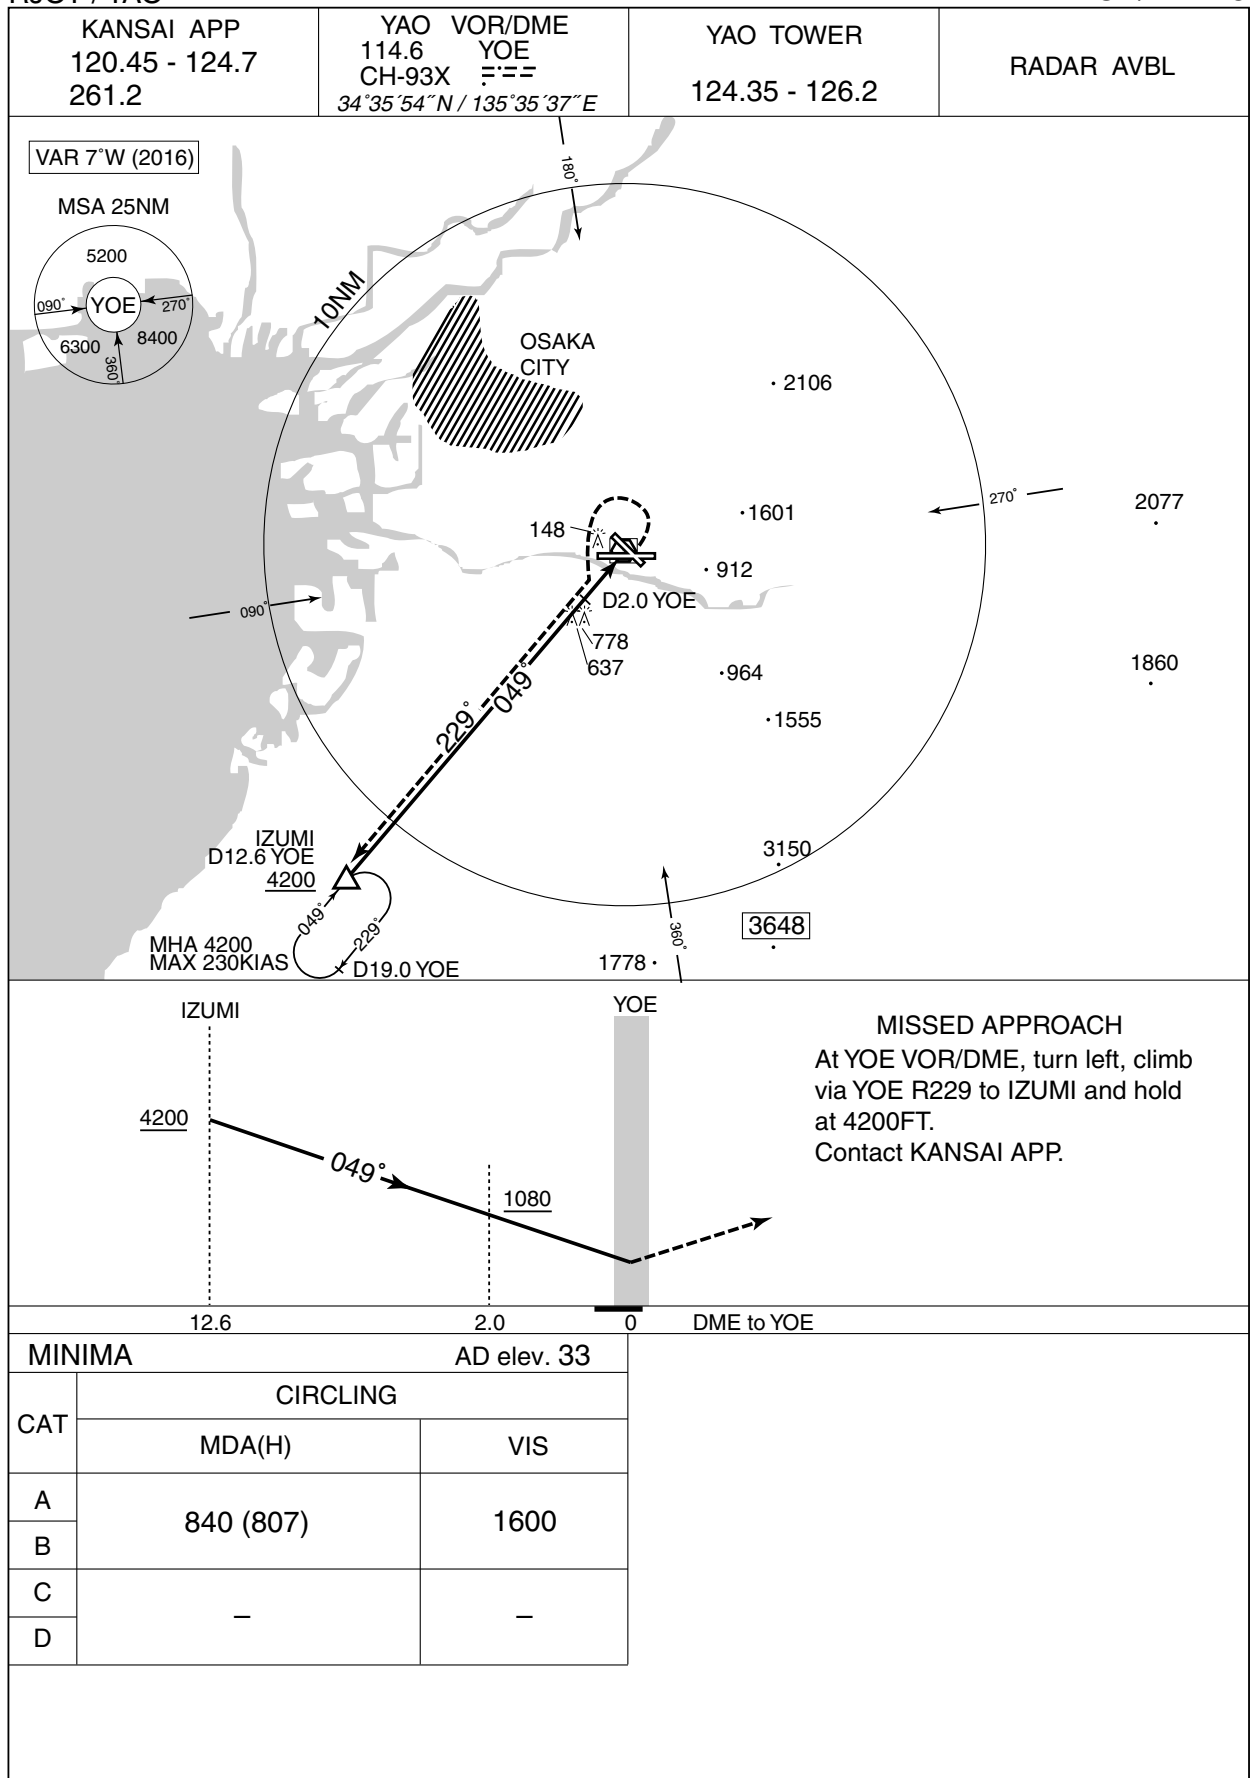 KANSAI APP
120.45 - 124.7
261.2
YAO VOR/DME
114.6 YOE
CH-93X
34°35´54˝N / 135°35´37˝E
YAO TOWER
124.35 - 126.2
RADAR AVBL
VAR 7°W (2016)
MSA 25NM
5200
090°
YOE
270°
6300
8400
360°
180°
10NM
OSAKA
CITY
2106
270°
2077
1601
148
912
090°
D2.0 YOE
778
637
964
1860
1555
049°
229°
IZUMI
D12.6 YOE
4200
3150
3648
049°
229°
360°
MHA 4200
MAX 230KIAS
D19.0 YOE
1778
IZUMI
YOE
4200
049°
1080
12.6
2.0
0
DME to YOE
MISSED APPROACH
At YOE VOR/DME, turn left, climb
via YOE R229 to IZUMI and hold
at 4200FT.
Contact KANSAI APP.
MINIMA AD elev. 33
CAT
CIRCLING
MDA(H) VIS
A
B
840 (807) 1600
C
D
– –